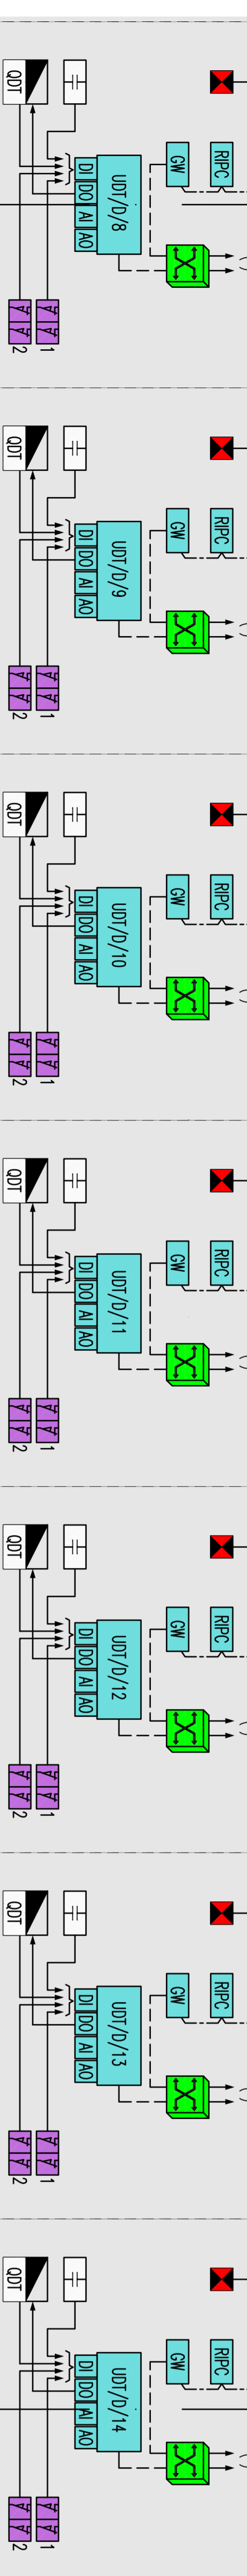 RIPC
GW
UDT/D/8
DI DO AI AO
QDT
1
2
RIPC
GW
UDT/D/9
DI DO AI AO
QDT
1
2
RIPC
GW
UDT/D/10
DI DO AI AO
QDT
1
2
RIPC
GW
UDT/D/11
DI DO AI AO
QDT
1
2
RIPC
GW
UDT/D/12
DI DO AI AO
QDT
1
2
RIPC
GW
UDT/D/13
DI DO AI AO
QDT
1
2
RIPC
GW
UDT/D/14
DI DO AI AO
QDT
1
2